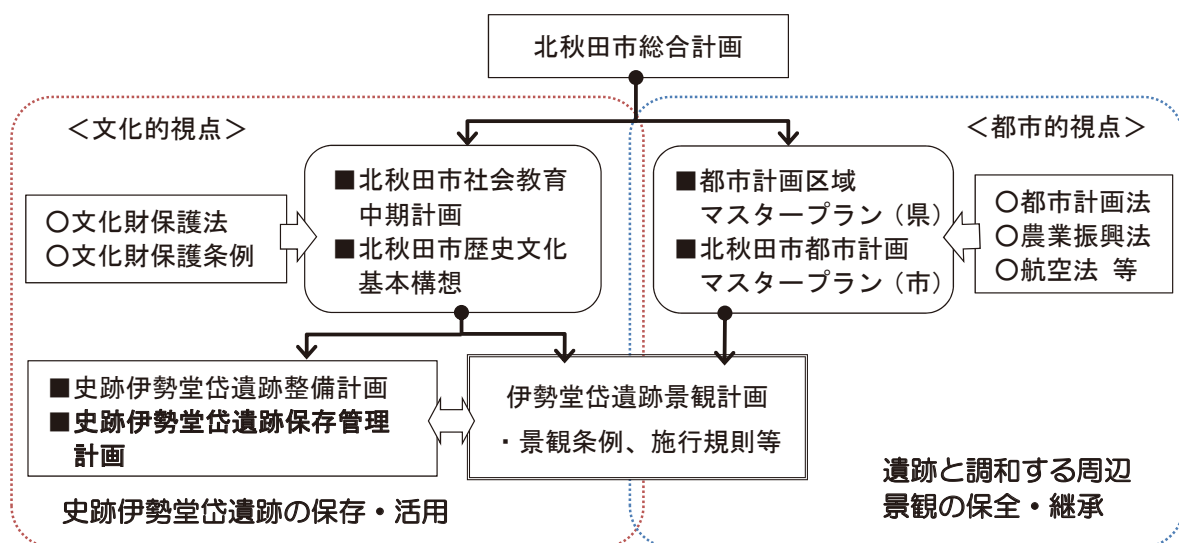 北秋田市総合計画
＜文化的視点＞
＜都市的視点＞
■北秋田市社会教育
中期計画
■北秋田市歴史文化
基本構想
■都市計画区域
マスタープラン（県）
■北秋田市都市計画
マスタープラン（市）
○文化財保護法
○文化財保護条例
○都市計画法
○農業振興法
○航空法 等
■史跡伊勢堂岱遺跡整備計画
■史跡伊勢堂岱遺跡保存管理
計画
伊勢堂岱遺跡景観計画
・景観条例、施行規則等
史跡伊勢堂岱遺跡の保存・活用
遺跡と調和する周辺
景観の保全・継承